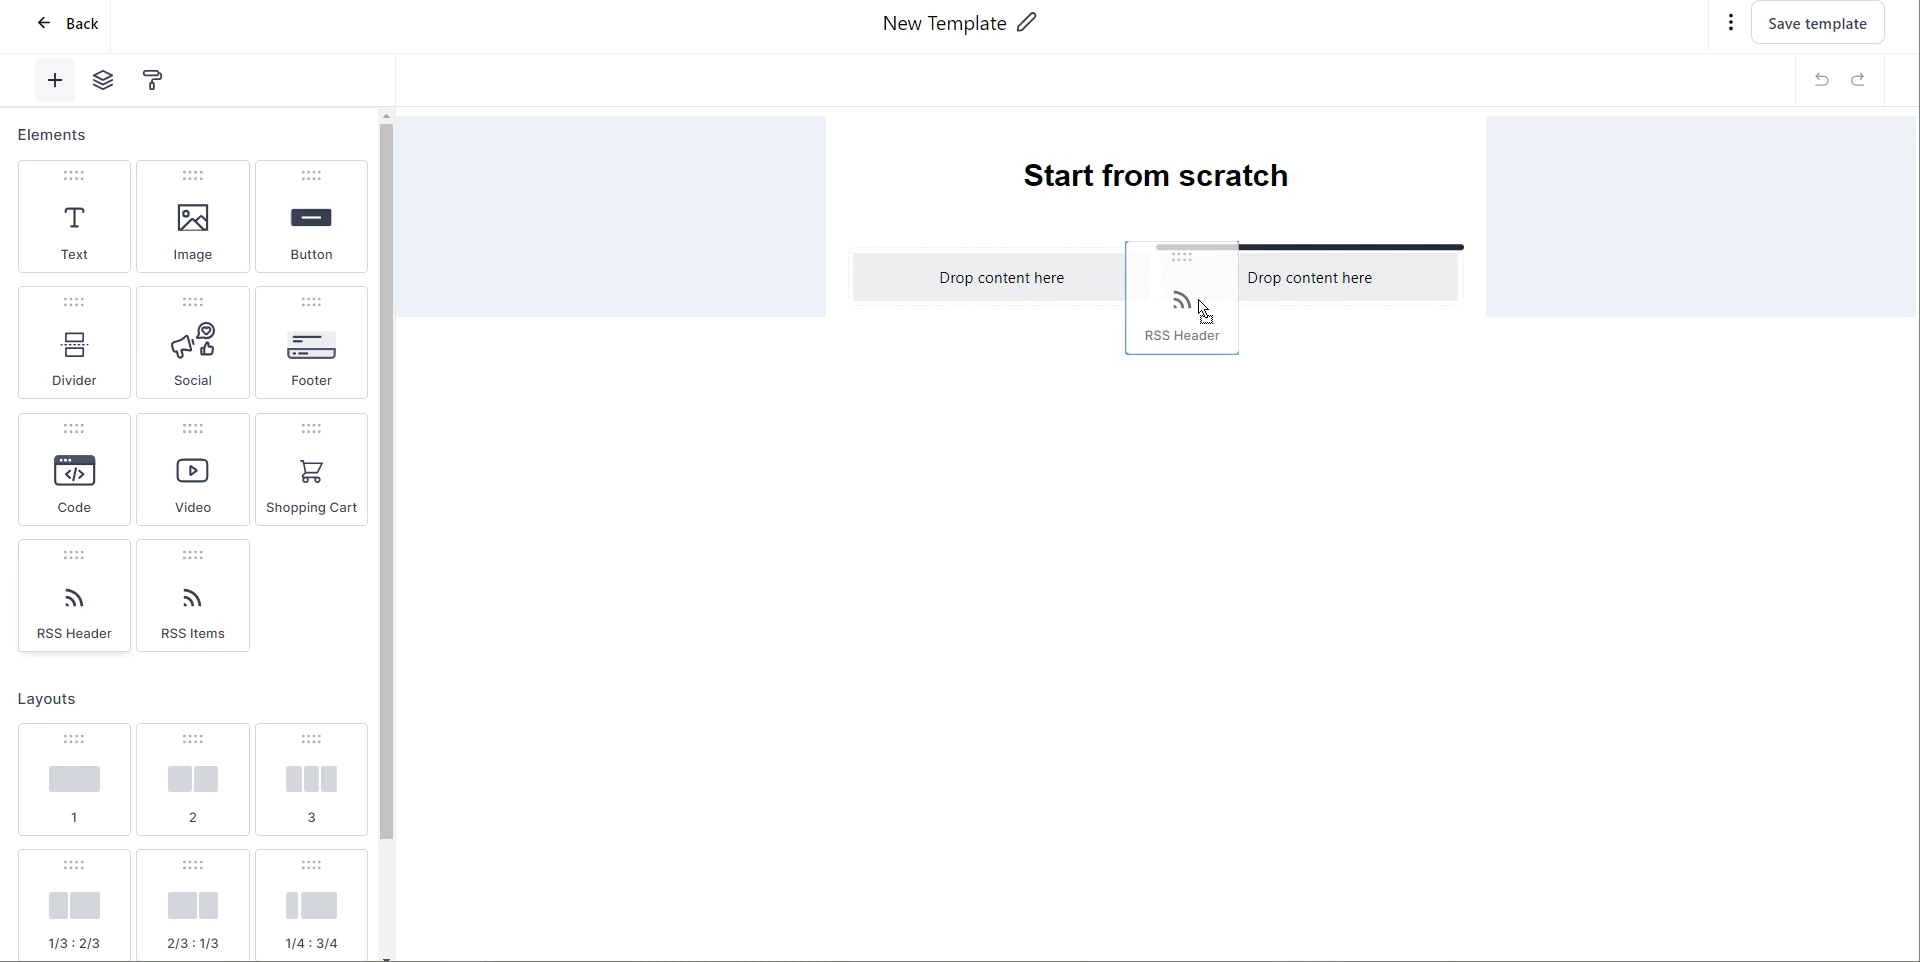 Back
New Template
Save template
Elements
Start from scratch
Text
Image
Button
Drop content here
Drop content here
RSS Header
Divider
Social
Footer
Code
Video
Shopping Cart
RSS Header
RSS Items
Layouts
1
2
3
1/3 : 2/3
2/3 : 1/3
1/4 : 3/4